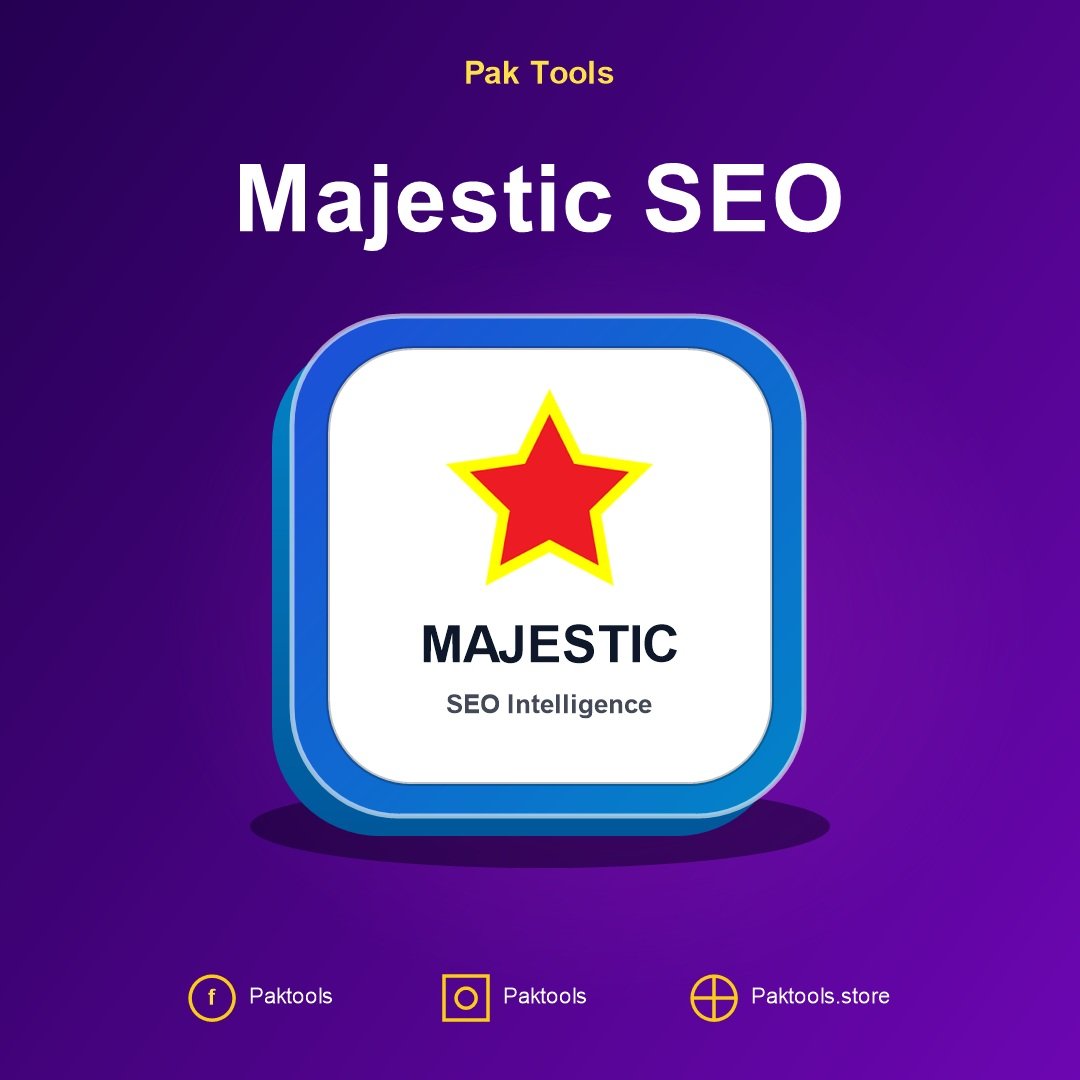 Pak Tools
Majestic SEO
MAJESTIC
SEO Intelligence
f Paktools
Paktools
Paktools.store